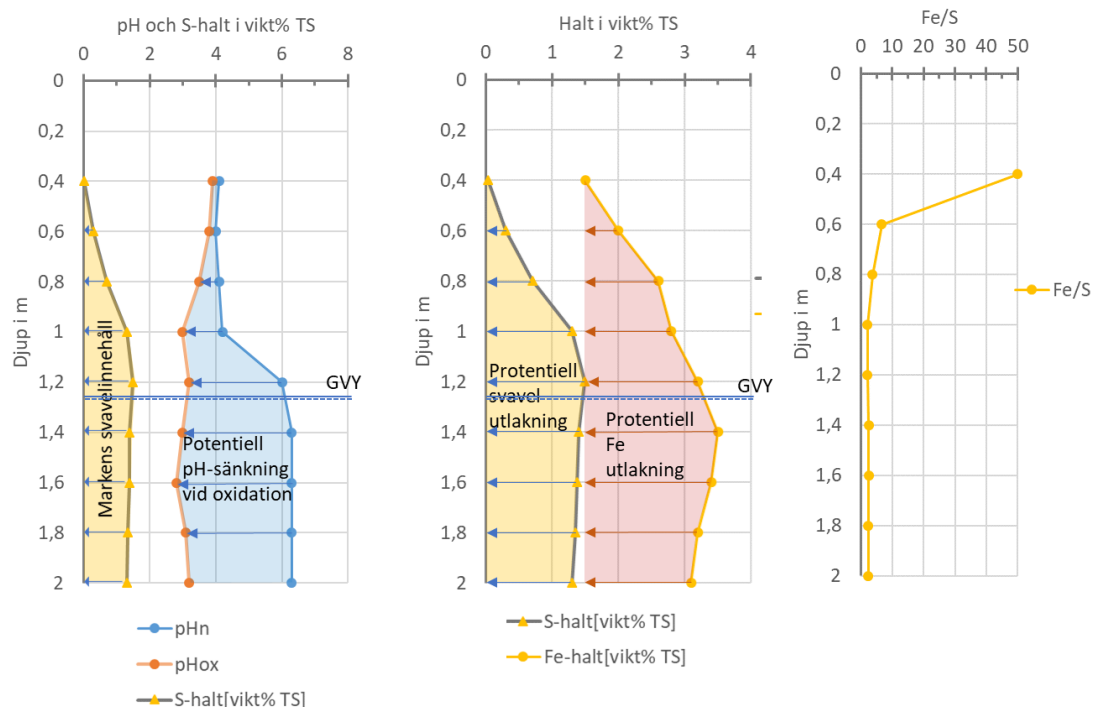 pH och S-halt i vikt% TS
0 2 4 6 8
0
0,2
0,4
0,6
0,8
1
1,2
1,4
1,6
1,8
2
Djup i m
Markens svavelinnehåll
GVY
Potentiell
pH-sänkning
vid oxidation
pHn
pHox
S-halt[vikt% TS]
Halt i vikt% TS
0 1 2 3 4
0
0,2
0,4
0,6
0,8
1
1,2
1,4
1,6
1,8
2
Djup i m
Protentiell
svavel
utlakning
GVY
Protentiell
Fe
utlakning
S-halt[vikt% TS]
Fe-halt[vikt% TS]
Fe/S
0 10 20 30 40 50
0
0,2
0,4
0,6
0,8
1
1,2
1,4
1,6
1,8
2
Djup i m
Fe/S